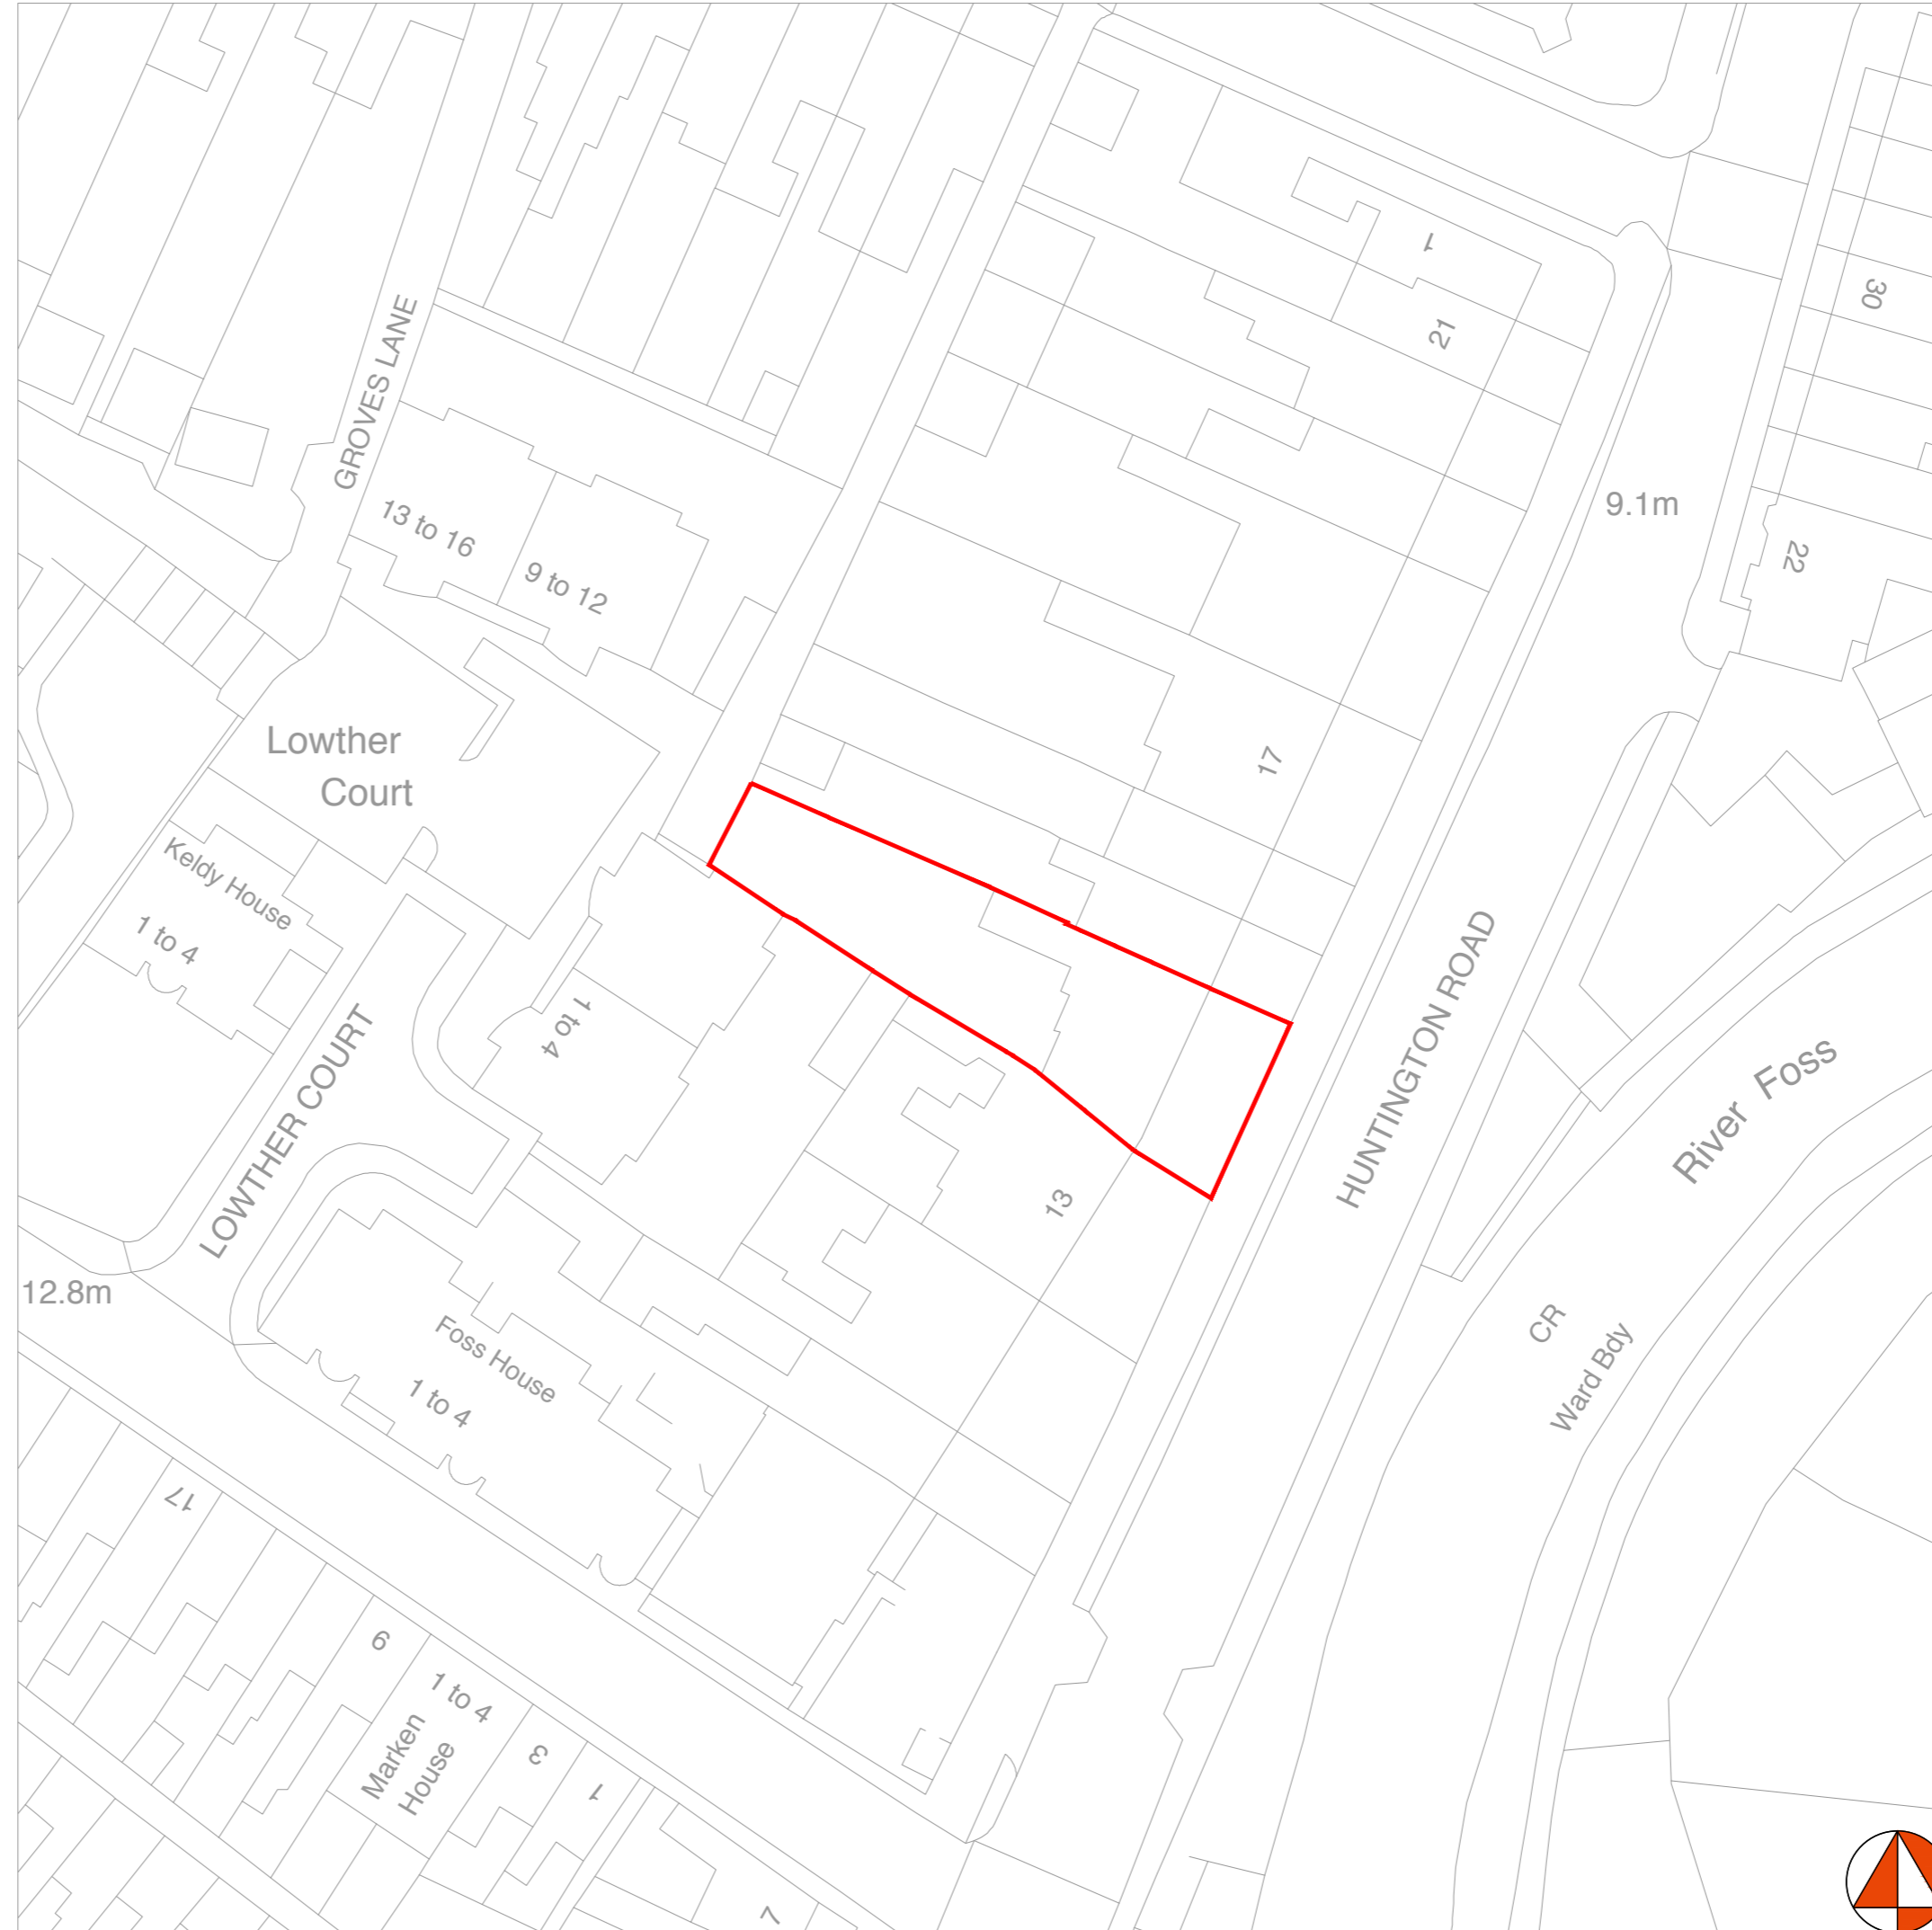 1
30
21
GROVES LANE
9.1m
13 to 16
22
9 to 12
Lowther
Court
17
Keldy House
1 to 4
HUNTINGTON ROAD
1 to 4
LOWTHER COURT
River Foss
13
12.8m
CR
Ward Bdy
Foss House
1 to 4
17
9
1 to 4
Marken
House
3
1
7